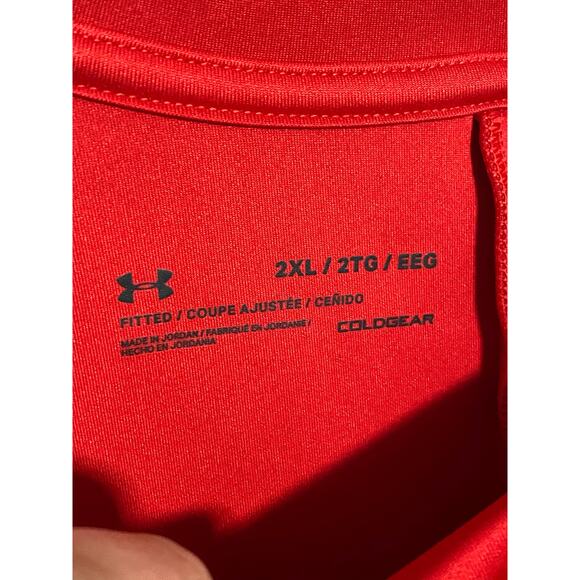 2XL / 2TG / EEG
FITTED / COUPE AJUSTÉE / CEÑIDO
MADE IN JORDAN / FABRIQUÉ EN JORDANIE /
HECHO EN JORDANIA
COLDGEAR